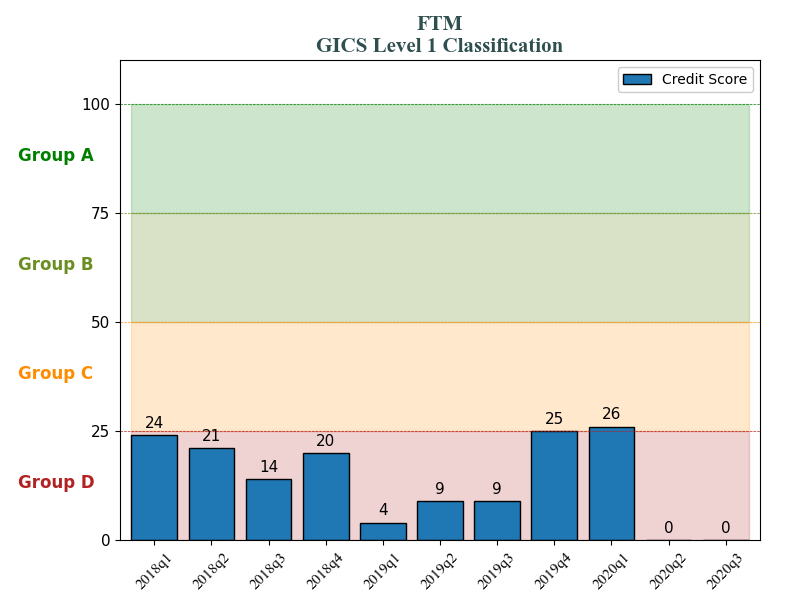 FTM
GICS Level 1 Classification
Credit Score
100
Group A
75
Group B
50
Group C
25
Group D
0
24
21
14
20
4
9
9
25
26
0
0
2018q1
2018q2
2018q3
2018q4
2019q1
2019q2
2019q3
2019q4
2020q1
2020q2
2020q3